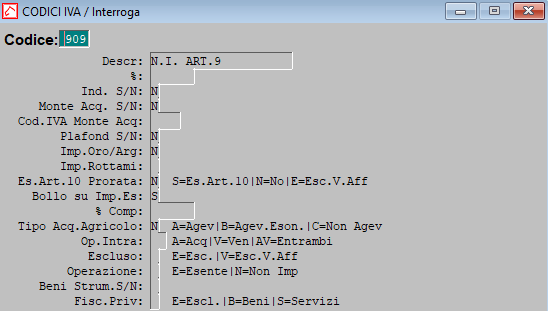 CODICI IVA / Interroga
Codice: 909
Descr: N.I. ART.9
%:
Ind. S/N: N
Monte Acq. S/N: N
Cod.IVA Monte Acq:
Plafond S/N: N
Imp.Oro/Arg: N
Imp.Rottami:
Es.Art.10 Prorata: N S=Es.Art.10|N=No|E=Esc.V.Aff
Bollo su Imp.Es: S
% Comp:
Tipo Acq.Agricolo: N A=Agev|B=Agev.Eson.|C=Non Agev
Op.Intra: A=Acq|V=Ven|AV=Entrambi
Escluso: E=Esc.|V=Esc.V.Aff
Operazione: E=Esente|N=Non Imp
Beni Strum.S/N:
Fisc.Priv: E=Escl.|B=Beni|S=Servizi